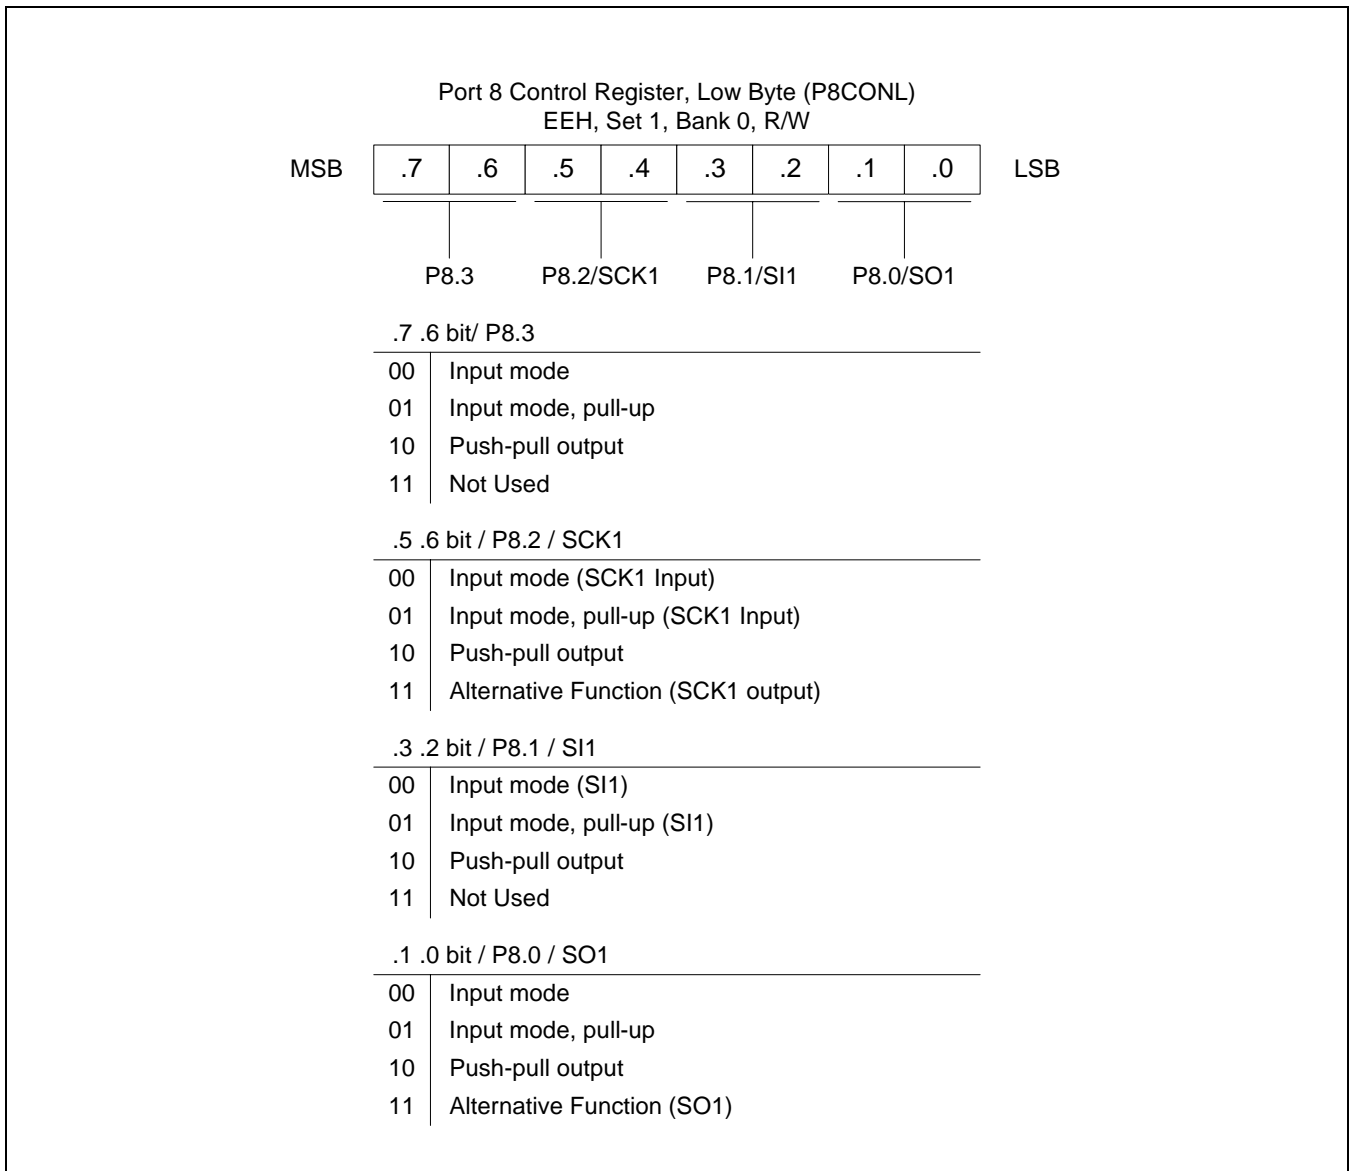 Port 8 Control Register, Low Byte (P8CONL)
EEH, Set 1, Bank 0, R/W
MSB .7 .6 .5 .4 .3 .2 .1 .0 LSB
P8.3 P8.2/SCK1 P8.1/SI1 P8.0/SO1
.7 .6 bit/ P8.3
00 Input mode
01 Input mode, pull-up
10 Push-pull output
11 Not Used
.5 .6 bit / P8.2 / SCK1
00 Input mode (SCK1 Input)
01 Input mode, pull-up (SCK1 Input)
10 Push-pull output
11 Alternative Function (SCK1 output)
.3 .2 bit / P8.1 / SI1
00 Input mode (SI1)
01 Input mode, pull-up (SI1)
10 Push-pull output
11 Not Used
.1 .0 bit / P8.0 / SO1
00 Input mode
01 Input mode, pull-up
10 Push-pull output
11 Alternative Function (SO1)